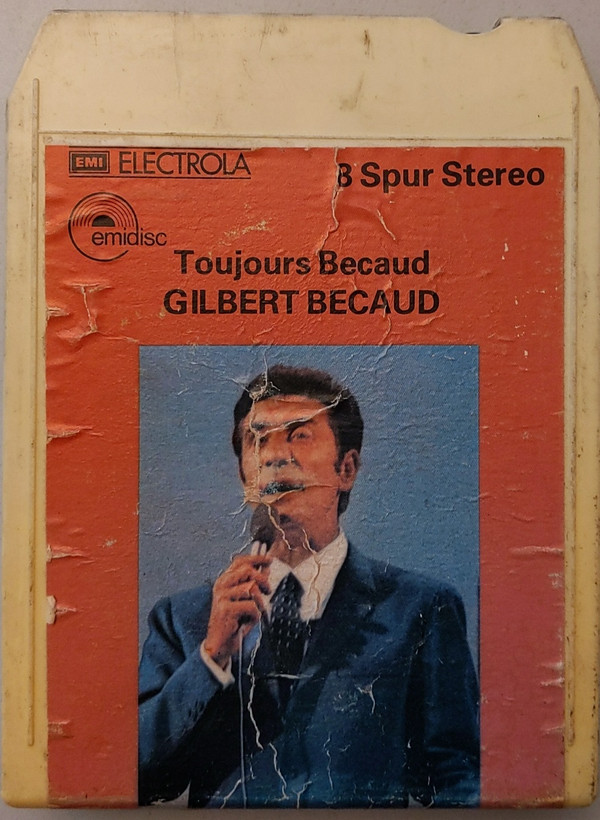 EMI ELECTROLA
8 Spur Stereo
emidisc
Toujours Becaud
GILBERT BECAUD